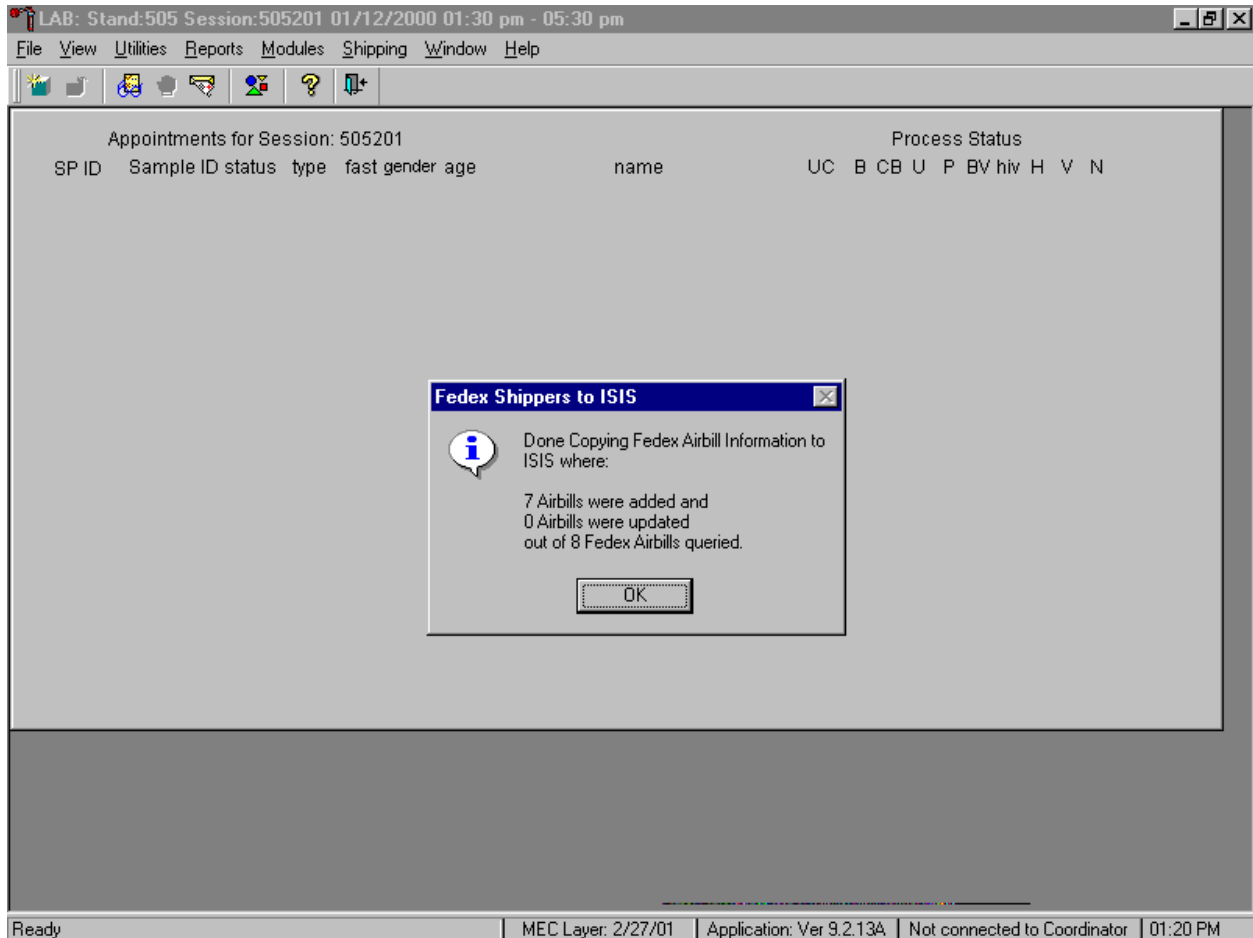 LAB: Stand:505 Session:505201 01/12/2000 01:30 pm - 05:30 pm
File View Utilities Reports Modules Shipping Window Help
Appointments for Session: 505201 Process Status
SP ID Sample ID status type fast gender age name UC B CB U P BV hiv H V N
Fedex Shippers to ISIS
Done Copying Fedex Airbill Information to
ISIS where:
7 Airbills were added and
0 Airbills were updated
out of 8 Fedex Airbills queried.
OK
Ready MEC Layer: 2/27/01 Application: Ver 9.2.13A Not connected to Coordinator 01:20 PM